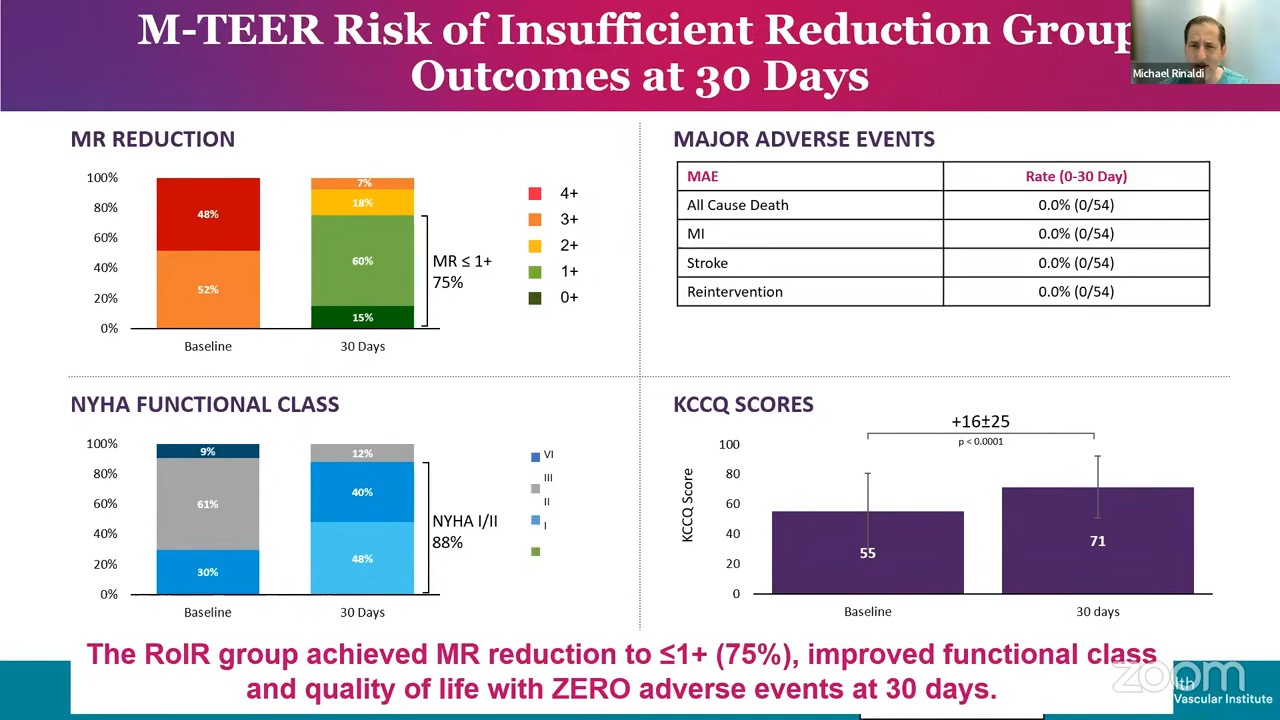 M-TEER Risk of Insufficient Reduction Group
Outcomes at 30 Days
Michael Rinaldi
MR REDUCTION
100%
80%
60%
40%
20%
0%
48%
52%
7%
18%
60%
15%
Baseline
30 Days
MR ≤ 1+
75%
4+
3+
2+
1+
0+
MAJOR ADVERSE EVENTS
MAE Rate (0-30 Day)
All Cause Death 0.0% (0/54)
MI 0.0% (0/54)
Stroke 0.0% (0/54)
Reintervention 0.0% (0/54)
NYHA FUNCTIONAL CLASS
100%
80%
60%
40%
20%
0%
9%
61%
30%
12%
40%
48%
Baseline
30 Days
NYHA I/II
88%
VI
III
II
I
KCCQ SCORES
+16±25
p < 0.0001
KCCQ Score
100
80
60
40
20
0
55
71
Baseline
30 days
The RoIR group achieved MR reduction to ≤1+ (75%), improved functional class
and quality of life with ZERO adverse events at 30 days.
zoom
Vascular Institute